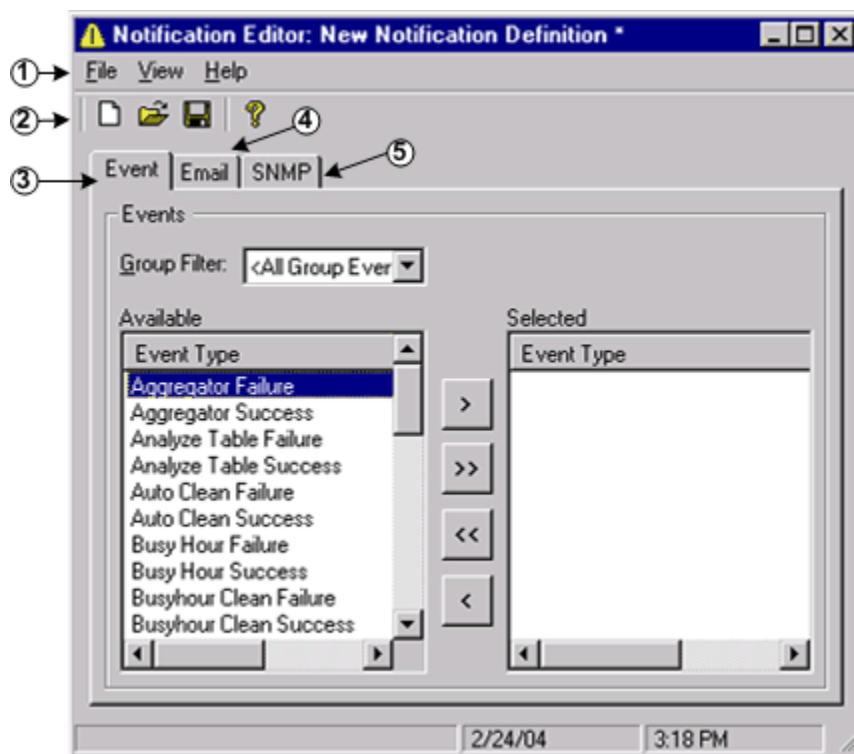 Notification Editor: New Notification Definition *
1 File View Help
2 ?
4
5
3 Event Email SNMP
Events
Group Filter: <All Group Ever
Available
Selected
Event Type
Event Type
Aggregator Failure
Aggregator Success
Analyze Table Failure
Analyze Table Success
Auto Clean Failure
Auto Clean Success
Busy Hour Failure
Busy Hour Success
Busyhour Clean Failure
Busyhour Clean Success
>
>>
<<
<
2/24/04 3:18 PM